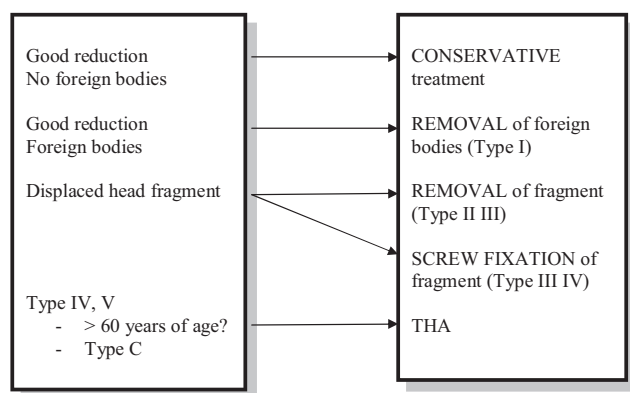 Good reduction
No foreign bodies
Good reduction
Foreign bodies
Displaced head fragment
Type IV, V
- > 60 years of age?
- Type C
CONSERVATIVE
treatment
REMOVAL of foreign
bodies (Type I)
REMOVAL of fragment
(Type II III)
SCREW FIXATION of
fragment (Type III IV)
THA